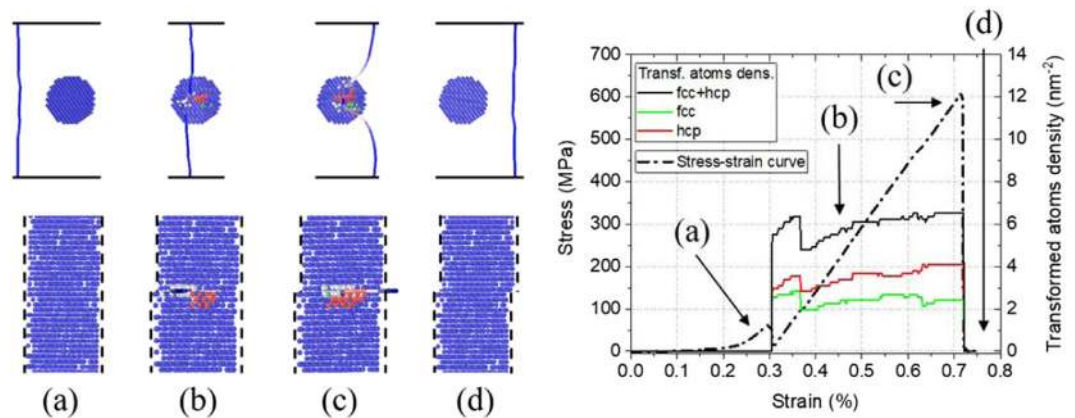 (a)
(b)
(c)
(d)
Stress (MPa)
700
600
500
400
300
200
100
0
Transf. atoms dens.
fcc+hcp
fcc
hcp
Stress-strain curve
(a)
(b)
(c)
(d)
14
12
10
8
6
4
2
0
Transformed atoms density (nm⁻²)
0.0 0.1 0.2 0.3 0.4 0.5 0.6 0.7 0.8
Strain (%)